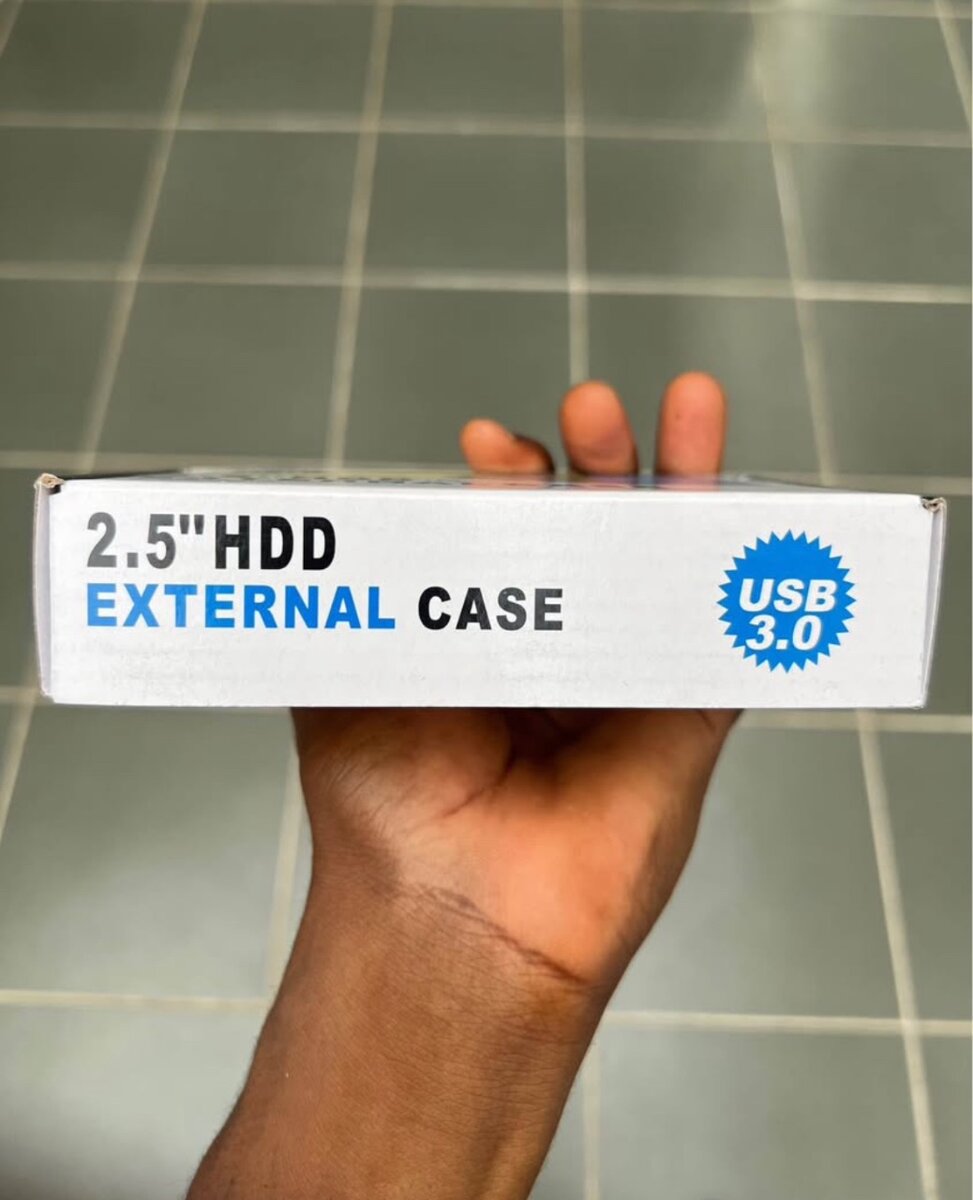 2.5"HDD
EXTERNAL CASE
USB
3.0